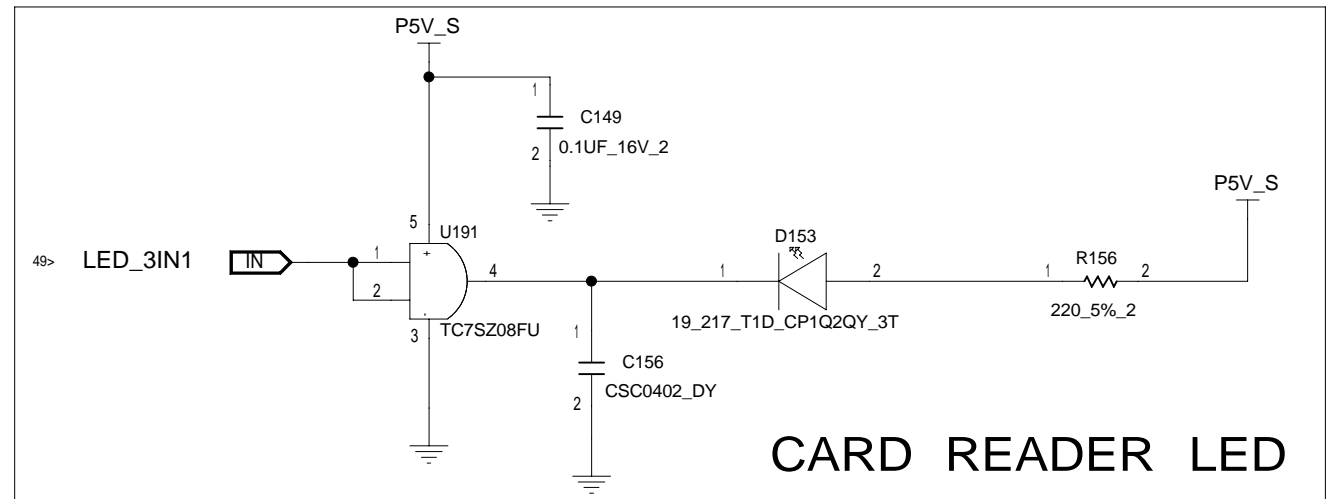 P5V_S
1
C149
0.1UF_16V_2
2
P5V_S
5
U191
+
49> LED_3IN1 IN
1
2
4
D153
1
2
R156
1
2
-
3
TC7SZ08FU
19_217_T1D_CP1Q2QY_3T
220_5%_2
1
C156
CSC0402_DY
2
CARD READER LED